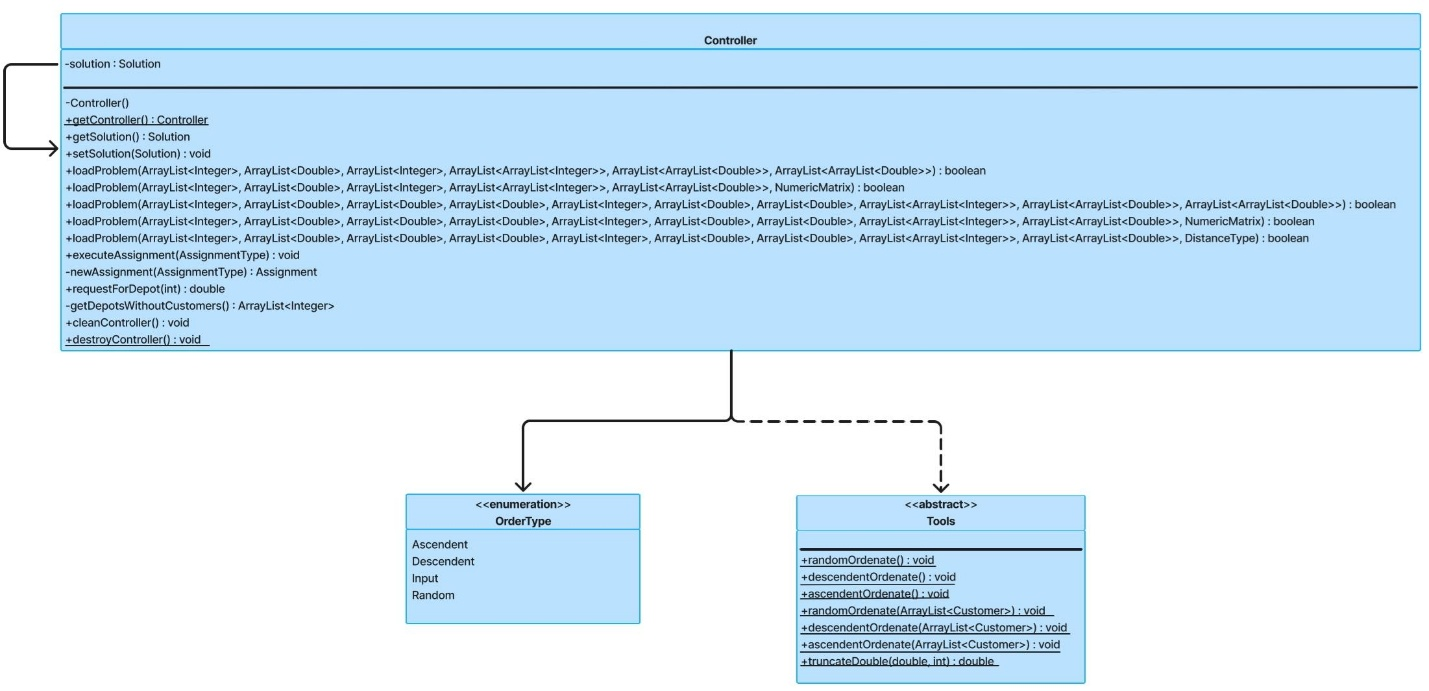 Controller
-solution : Solution
-Controller()
+getController() : Controller
+getSolution() : Solution
+setSolution(Solution) : void
+loadProblem(ArrayList<Integer>, ArrayList<Double>, ArrayList<Integer>, ArrayList<ArrayList<Integer>>, ArrayList<ArrayList<Double>>, ArrayList<ArrayList<Double>>) : boolean
+loadProblem(ArrayList<Integer>, ArrayList<Double>, ArrayList<Integer>, ArrayList<ArrayList<Integer>>, ArrayList<ArrayList<Double>>, NumericMatrix) : boolean
+loadProblem(ArrayList<Integer>, ArrayList<Double>, ArrayList<Double>, ArrayList<Double>, ArrayList<Integer>, ArrayList<Double>, ArrayList<Double>, ArrayList<ArrayList<Integer>>, ArrayList<ArrayList<Double>>, ArrayList<ArrayList<Double>>) : boolean
+loadProblem(ArrayList<Integer>, ArrayList<Double>, ArrayList<Double>, ArrayList<Double>, ArrayList<Integer>, ArrayList<Double>, ArrayList<Double>, ArrayList<ArrayList<Integer>>, ArrayList<ArrayList<Double>>, NumericMatrix) : boolean
+loadProblem(ArrayList<Integer>, ArrayList<Double>, ArrayList<Double>, ArrayList<Double>, ArrayList<Integer>, ArrayList<Double>, ArrayList<Double>, ArrayList<ArrayList<Integer>>, ArrayList<ArrayList<Double>>, DistanceType) : boolean
+executeAssignment(AssignmentType) : void
-newAssignment(AssignmentType) : Assignment
+requestForDepot(int) : double
-getDepotsWithoutCustomers() : ArrayList<Integer>
+cleanController() : void
+destroyController() : void
<<enumeration>>
OrderType
Ascendent
Descendent
Input
Random
<<abstract>>
Tools
+randomOrdenate() : void
+descendentOrdenate() : void
+ascendentOrdenate() : void
+randomOrdenate(ArrayList<Customer>) : void
+descendentOrdenate(ArrayList<Customer>) : void
+ascendentOrdenate(ArrayList<Customer>) : void
+truncateDouble(double, int) : double